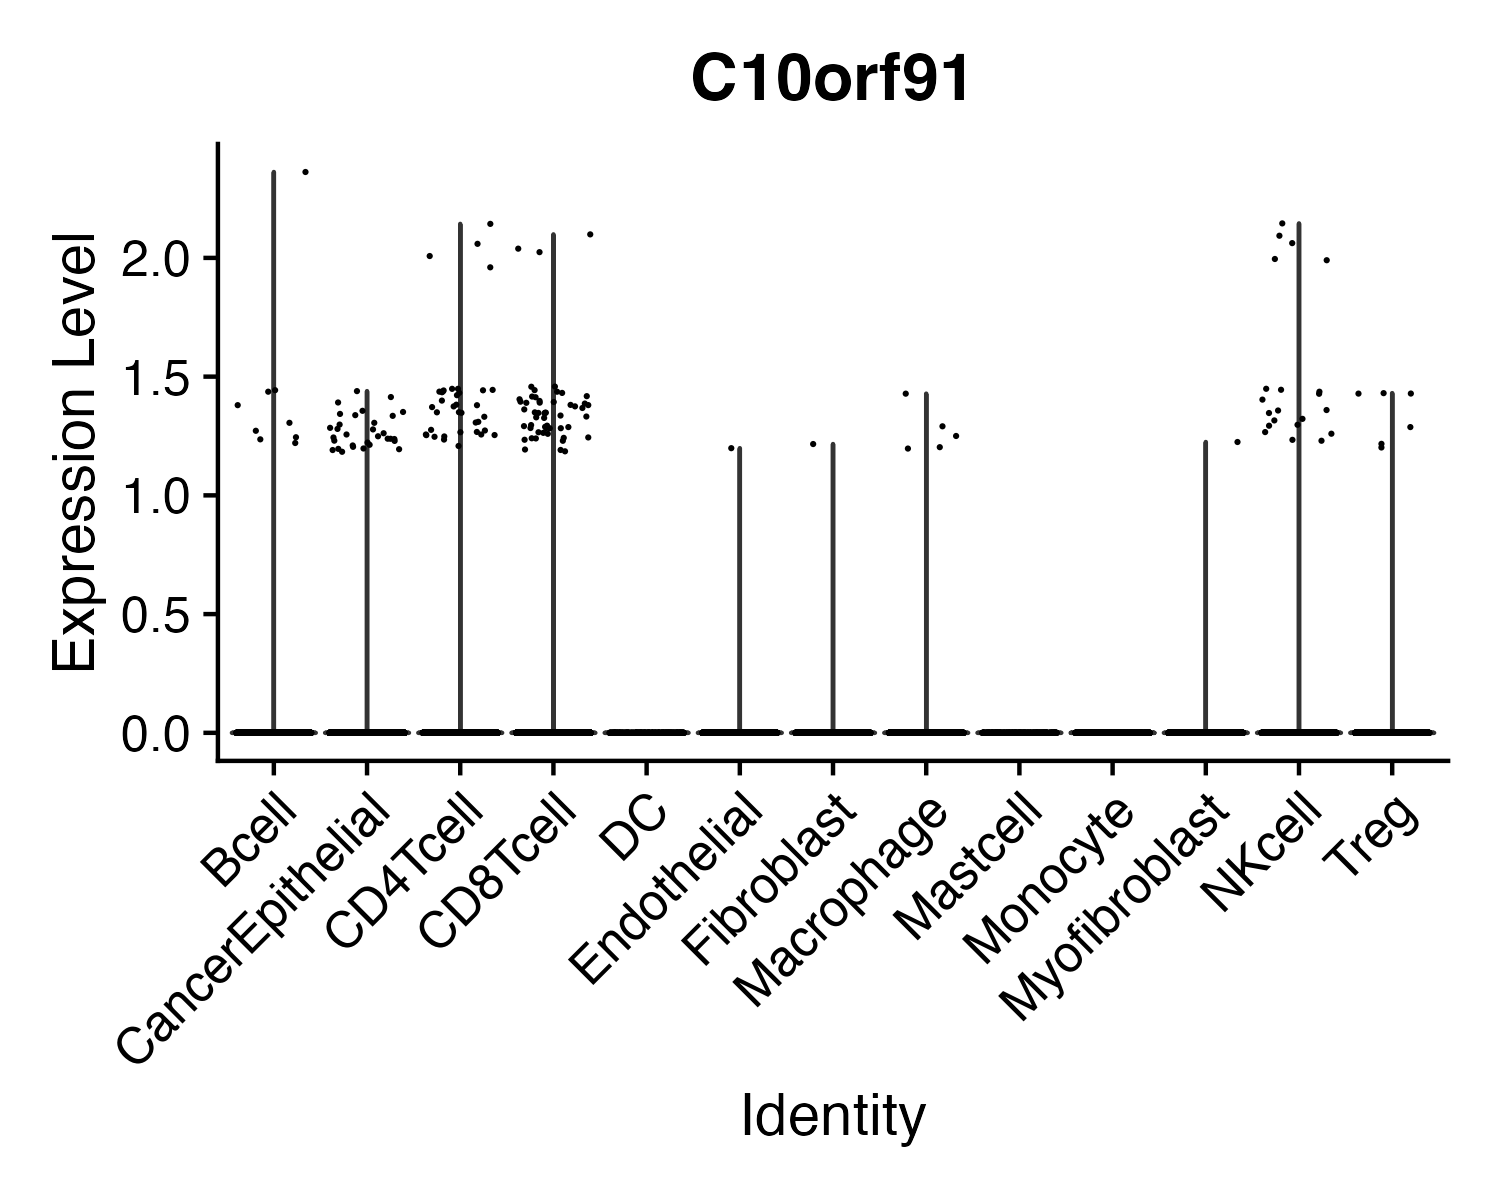 C10orf91
Expression Level
2.0
1.5
1.0
0.5
0.0
Bcell
CancerEpithelial
CD4Tcell
CD8Tcell
DC
Endothelial
Fibroblast
Macrophage
Mastcell
Monocyte
Myofibroblast
NKcell
Treg
Identity